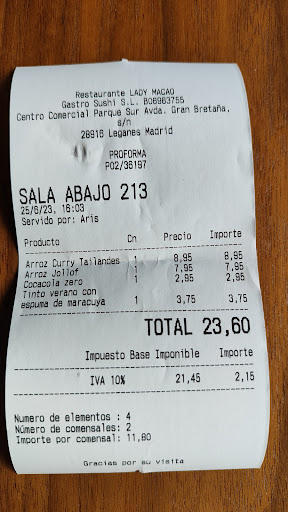 Restaurante LADY MACAO
Gastro Sushi S.L. B06963755
Centro Comercial Parque Sur Avda. Gran Bretaña,
s/n
28916 Leganes Madrid
PROFORMA
P02/36197
SALA ABAJO 213
25/6/23, 16:03
Servido por: Aris
Producto Cn Precio Importe
Arroz Curry Tailandes 1 8,95 8,95
Arroz Jollof 1 7,95 7,95
Cocacola zero 1 2,95 2,95
Tinto verano con
espuma de maracuya 1 3,75 3,75
TOTAL 23,60
Impuesto Base Imponible Importe
IVA 10% 21,45 2,15
Numero de elementos : 4
Numero de comensales: 2
Importe por comensal: 11,80
Gracias por su visita